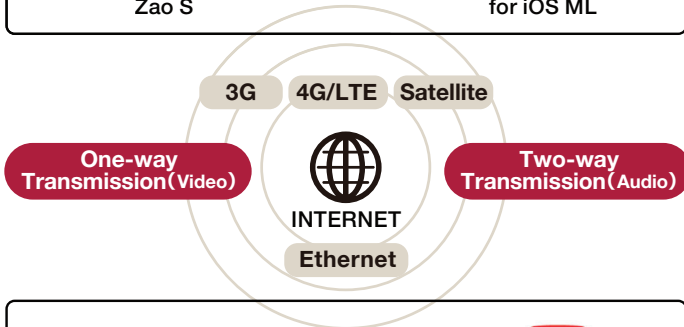 Zao S
for iOS ML
3G
4G/LTE
Satellite
One-way
Transmission(Video)
Two-way
Transmission(Audio)
INTERNET
Ethernet